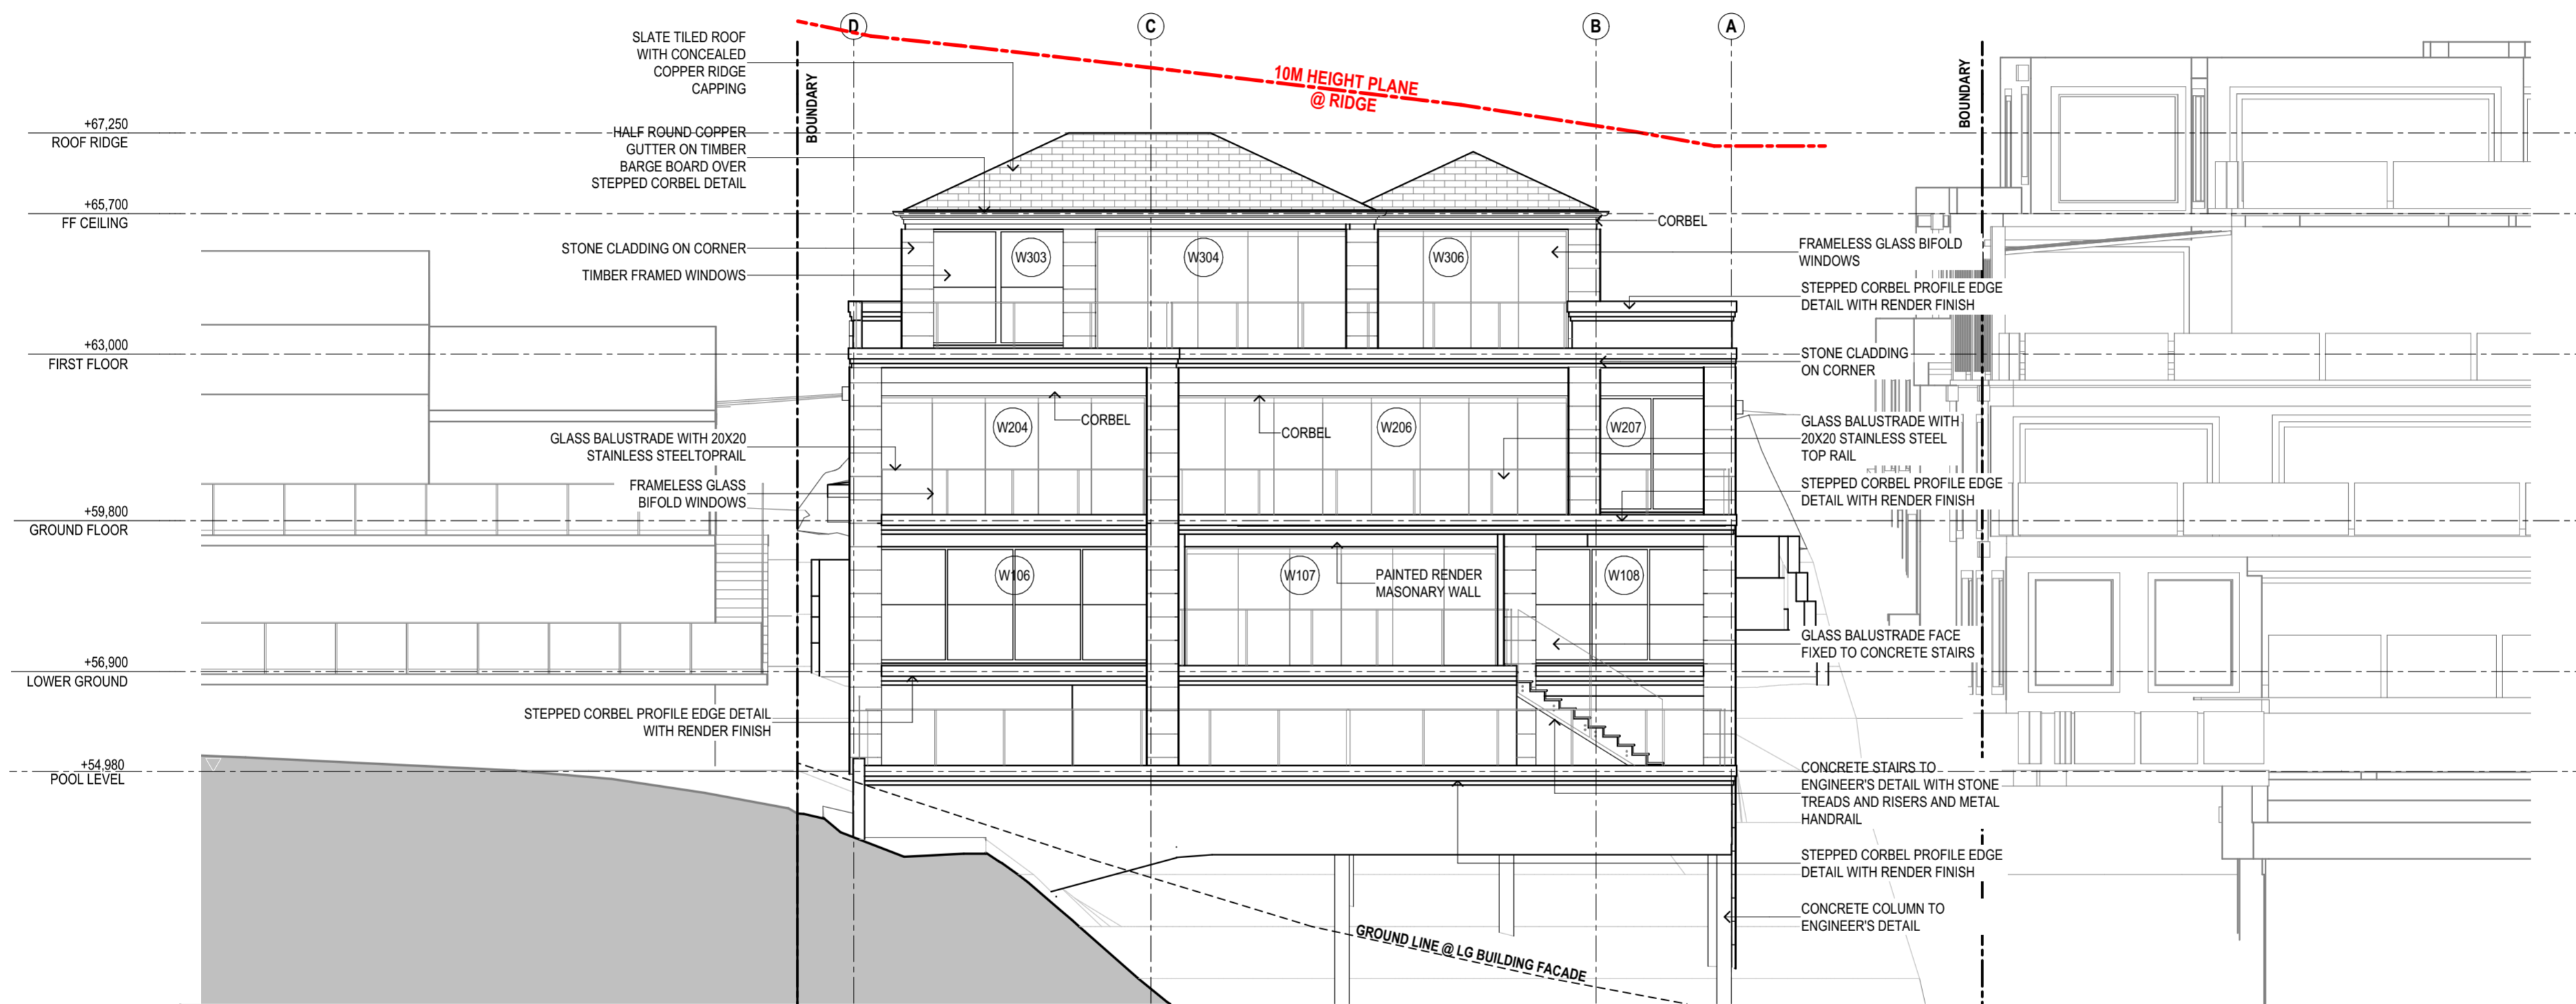 D
C
B
A
SLATE TILED ROOF
WITH CONCEALED
COPPER RIDGE
CAPPING
BOUNDARY
10M HEIGHT PLANE
@ RIDGE
BOUNDARY
+67,250
ROOF RIDGE
HALF ROUND COPPER
GUTTER ON TIMBER
BARGE BOARD OVER
STEPPED CORBEL DETAIL
+65,700
FF CEILING
CORBEL
STONE CLADDING ON CORNER
TIMBER FRAMED WINDOWS
W303
W304
W306
FRAMELESS GLASS BIFOLD
WINDOWS
STEPPED CORBEL PROFILE EDGE
DETAIL WITH RENDER FINISH
+63,000
FIRST FLOOR
STONE CLADDING
ON CORNER
W204
CORBEL
CORBEL
W206
W207
GLASS BALUSTRADE WITH 20X20
STAINLESS STEELTOPRAIL
GLASS BALUSTRADE WITH
20X20 STAINLESS STEEL
TOP RAIL
FRAMELESS GLASS
BIFOLD WINDOWS
STEPPED CORBEL PROFILE EDGE
DETAIL WITH RENDER FINISH
+59,800
GROUND FLOOR
W106
W107
PAINTED RENDER
MASONARY WALL
W108
GLASS BALUSTRADE FACE
FIXED TO CONCRETE STAIRS
+56,900
LOWER GROUND
STEPPED CORBEL PROFILE EDGE DETAIL
WITH RENDER FINISH
+54,980
POOL LEVEL
CONCRETE STAIRS TO
ENGINEER'S DETAIL WITH STONE
TREADS AND RISERS AND METAL
HANDRAIL
STEPPED CORBEL PROFILE EDGE
DETAIL WITH RENDER FINISH
CONCRETE COLUMN TO
ENGINEER'S DETAIL
GROUND LINE @ LG BUILDING FACADE